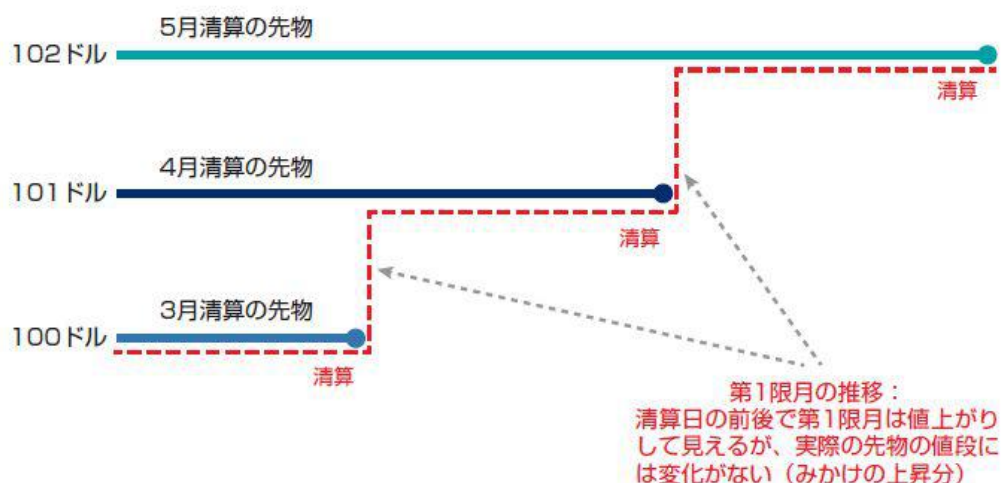 5月清算の先物
102ドル
清算
4月清算の先物
101ドル
清算
3月清算の先物
100ドル
清算
第1限月の推移：
清算日の前後で第1限月は値上がり
して見えるが、実際の先物の値段に
は変化がない（みかけの上昇分）